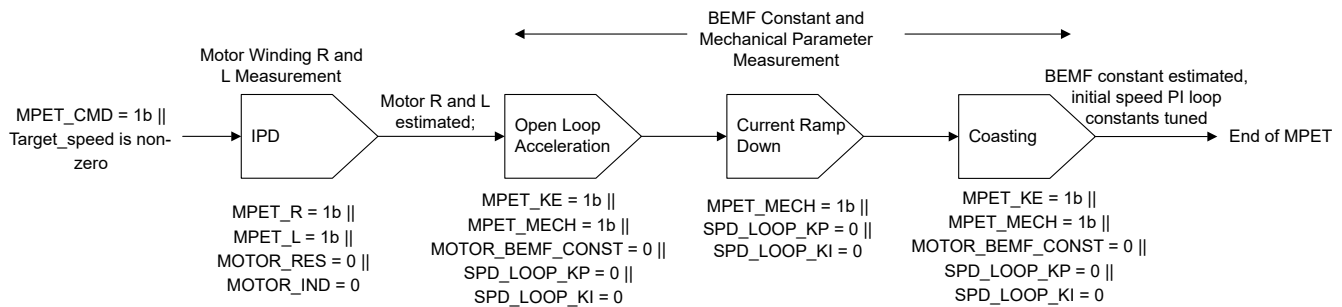 BEMF Constant and
Mechanical Parameter
Measurement
Motor Winding R and
L Measurement
MPET_CMD = 1b ||
Target_speed is non-
zero
IPD
Motor R and L
estimated;
Open Loop
Acceleration
Current Ramp
Down
Coasting
BEMF constant estimated,
initial speed PI loop
constants tuned
End of MPET
MPET_R = 1b ||
MPET_L = 1b ||
MOTOR_RES = 0 ||
MOTOR_IND = 0
MPET_KE = 1b ||
MPET_MECH = 1b ||
MOTOR_BEMF_CONST = 0 ||
SPD_LOOP_KP = 0 ||
SPD_LOOP_KI = 0
MPET_MECH = 1b ||
SPD_LOOP_KP = 0 ||
SPD_LOOP_KI = 0
MPET_KE = 1b ||
MPET_MECH = 1b ||
MOTOR_BEMF_CONST = 0 ||
SPD_LOOP_KP = 0 ||
SPD_LOOP_KI = 0